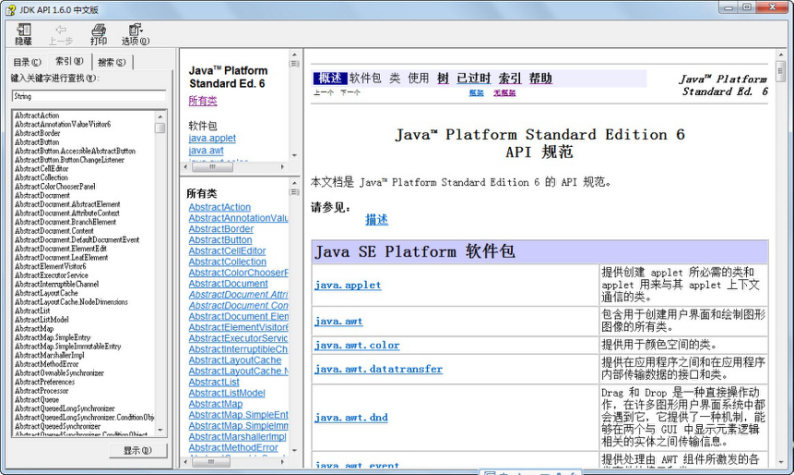 JDK API 1.6.0 中文版
隐藏
上一步
打印
选项(O)
目录(C)
索引(N)
搜索(S)
键入关键字进行查找(W):
String
AbstractAction
AbstractAnnotationValueVisitor6
AbstractBorder
AbstractButton
AbstractButton.AccessibleAbstractButton
AbstractButton.ButtonChangeListener
AbstractCellEditor
AbstractCollection
AbstractColorChooserPanel
AbstractDocument
AbstractDocument.AbstractElement
AbstractDocument.AttributeContext
AbstractDocument.BranchElement
AbstractDocument.Content
AbstractDocument.DefaultDocumentEvent
AbstractDocument.ElementEdit
AbstractDocument.LeafElement
AbstractElementVisitor6
AbstractExecutorService
AbstractInterruptibleChannel
AbstractLayoutCache
AbstractLayoutCache.NodeDimensions
AbstractList
AbstractListModel
AbstractMap
AbstractMap.SimpleEntry
AbstractMap.SimpleImmutableEntry
AbstractMarshallerImpl
AbstractMethodError
AbstractOwnableSynchronizer
AbstractPreferences
AbstractProcessor
AbstractQueue
AbstractQueuedLongSynchronizer
AbstractQueuedLongSynchronizer.ConditionObj
AbstractQueuedSynchronizer
AbstractQueuedSynchronizer.ConditionObject
显示(D)
Java™ Platform
Standard Ed. 6
所有类
软件包
java.applet
java.awt
java.awt.color
所有类
AbstractAction
AbstractAnnotationValu
AbstractBorder
AbstractButton
AbstractCellEditor
AbstractCollection
AbstractColorChooserF
AbstractDocument
AbstractDocument.Attri
AbstractDocument.Con
AbstractDocument.Elen
AbstractElementVisitor6
AbstractExecutorServic
AbstractInterruptibleCh
AbstractLayoutCache
AbstractLayoutCache.N
AbstractList
AbstractListModel
AbstractMap
AbstractMap.SimpleEnt
AbstractMap.SimpleImm
AbstractMarshallerImpl
AbstractMethodError
概述 软件包 类 使用 树 已过时 索引 帮助
Java™ Platform
Standard Ed. 6
上一个 下一个
框架 无框架
Java™ Platform Standard Edition 6
API 规范
本文档是 Java™ Platform Standard Edition 6 的 API 规范。
请参见:
描述
Java SE Platform 软件包
java.applet
提供创建 applet 所必需的类和
applet 用来与其 applet 上下文
通信的类。
java.awt
包含用于创建用户界面和绘制图形
图像的所有类。
java.awt.color
提供用于颜色空间的类。
java.awt.datatransfer
提供在应用程序之间和在应用程序
内部传输数据的接口和类。
java.awt.dnd
Drag 和 Drop 是一种直接操作动
作,在许多图形用户界面系统中都
会遇到它,它提供了一种机制,能
够在两个与 GUI 中显示元素逻辑
相关的实体之间传输信息。
java.awt.event
提供处理由 AWT 组件所激发的各